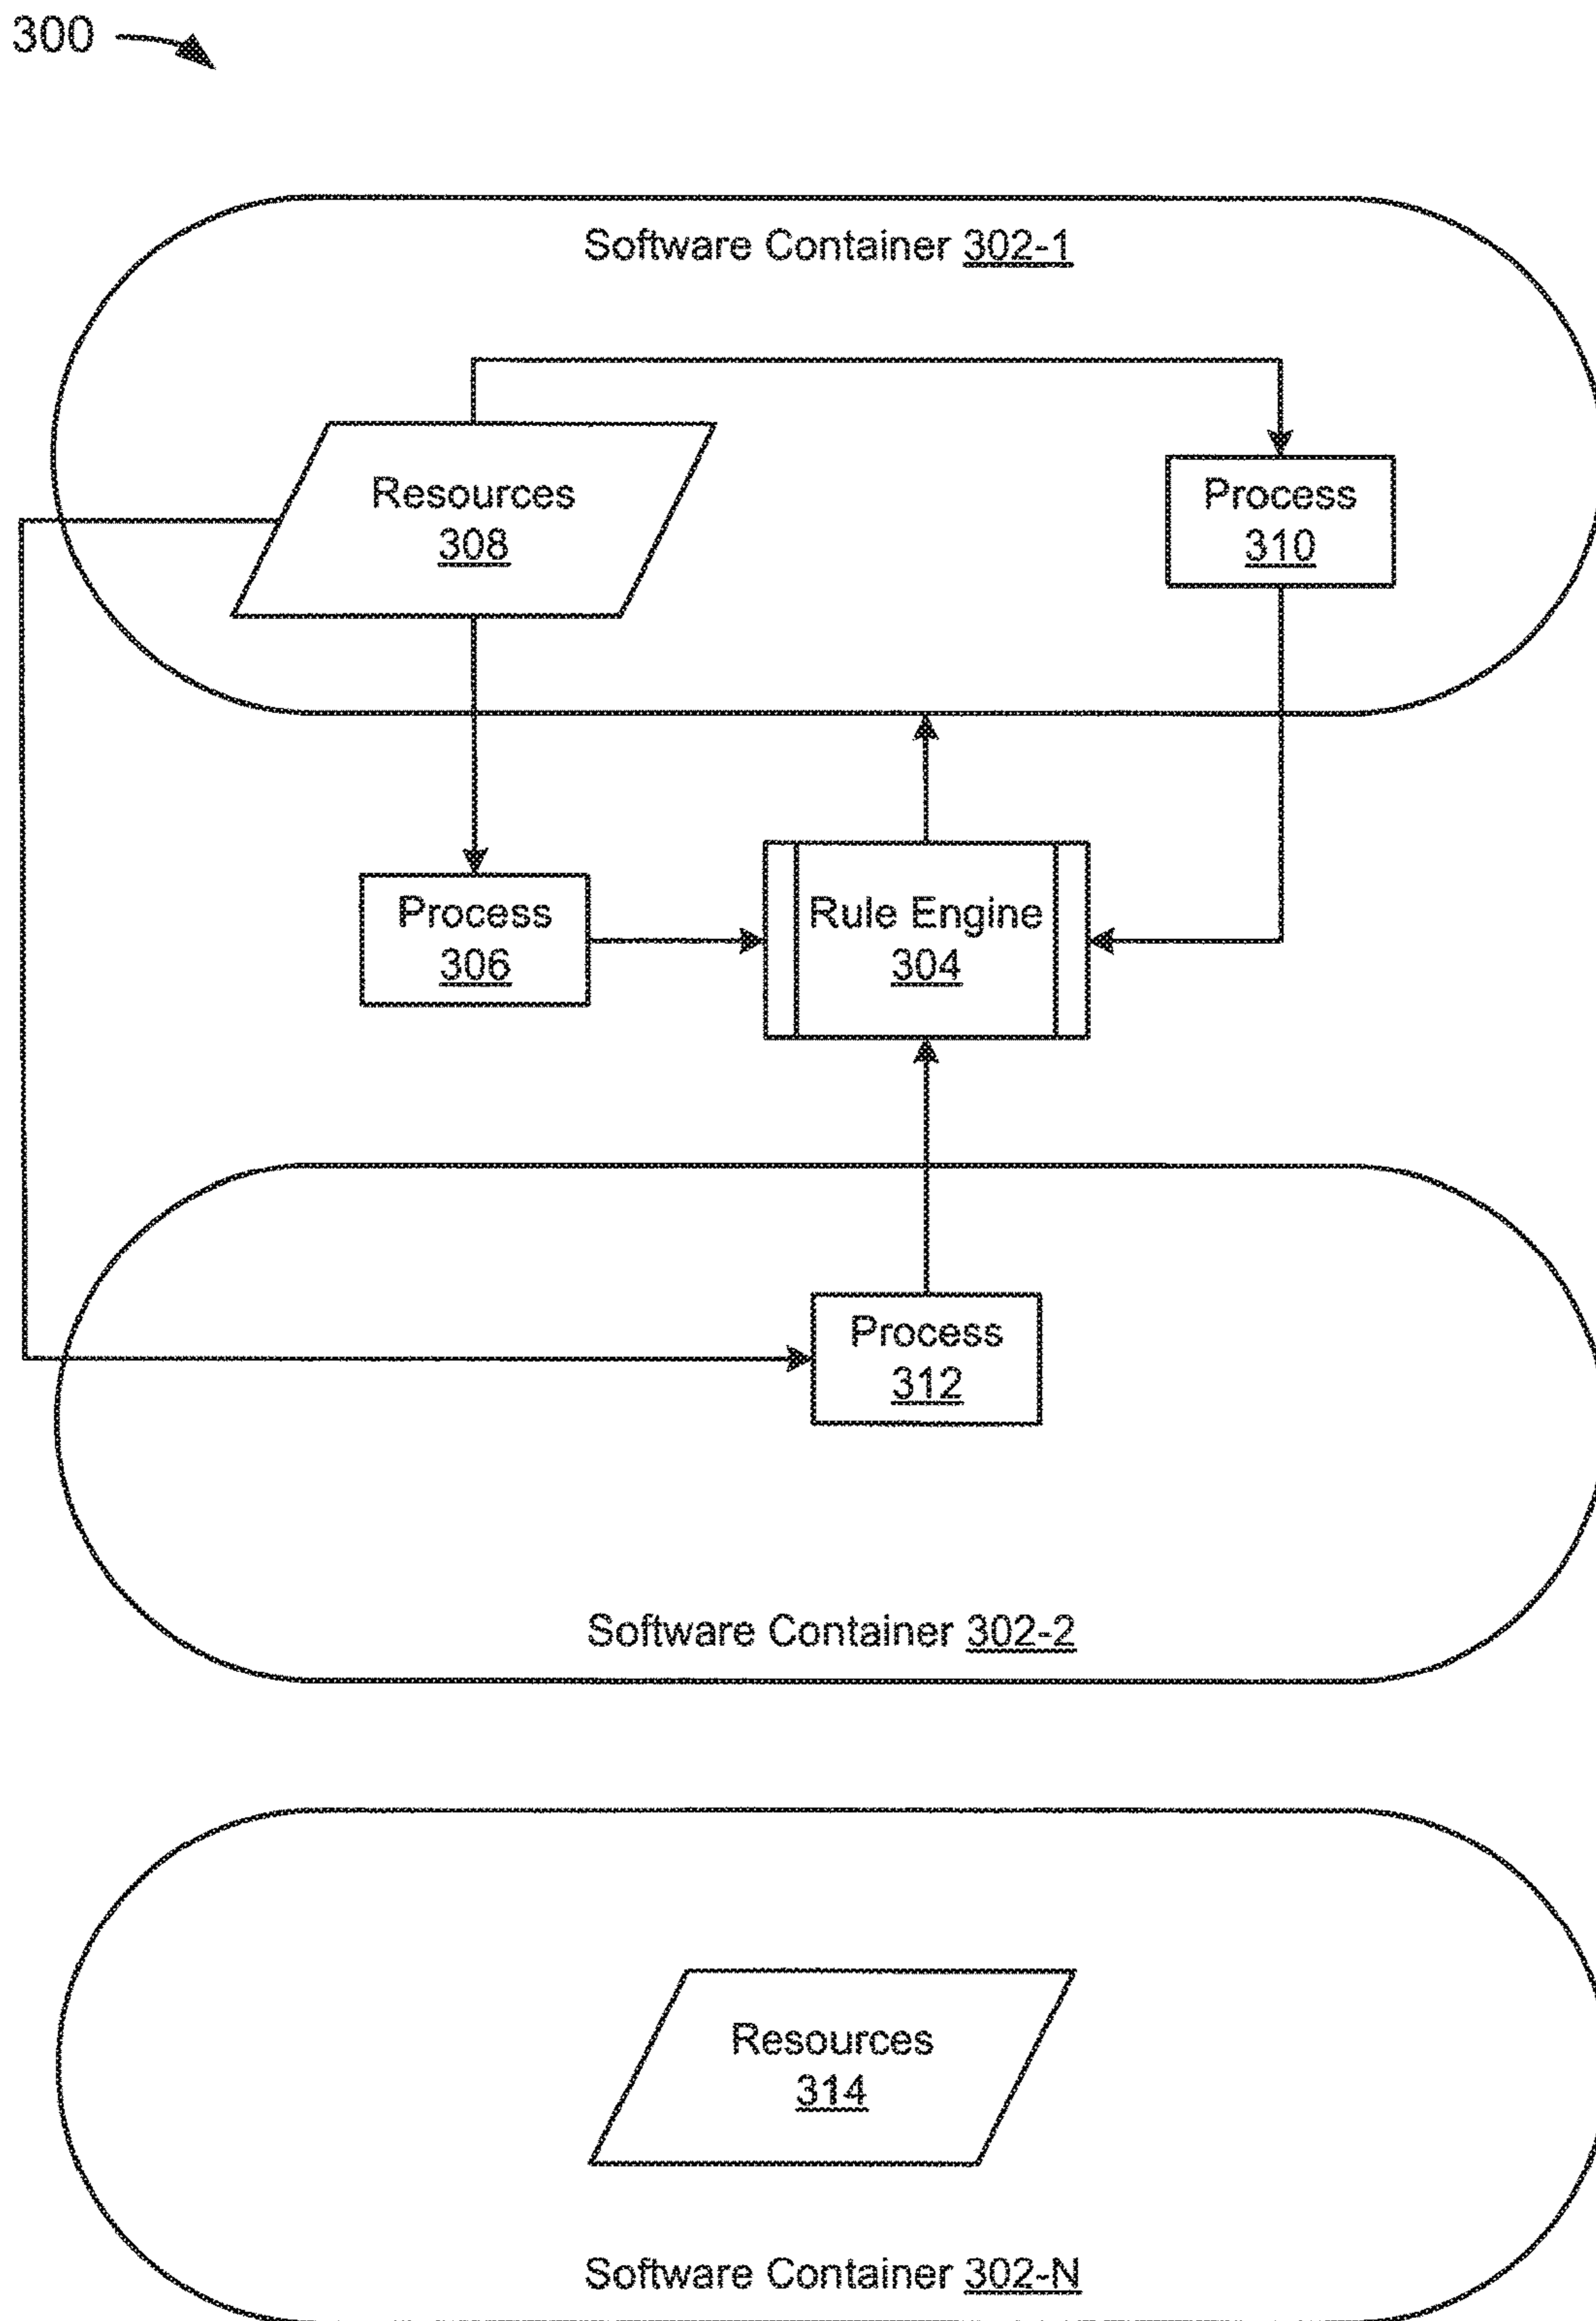 300
Software Container 302-1
Resources
308
Process
310
Process
306
Rule Engine
304
Process
312
Software Container 302-2
Resources
314
Software Container 302-N